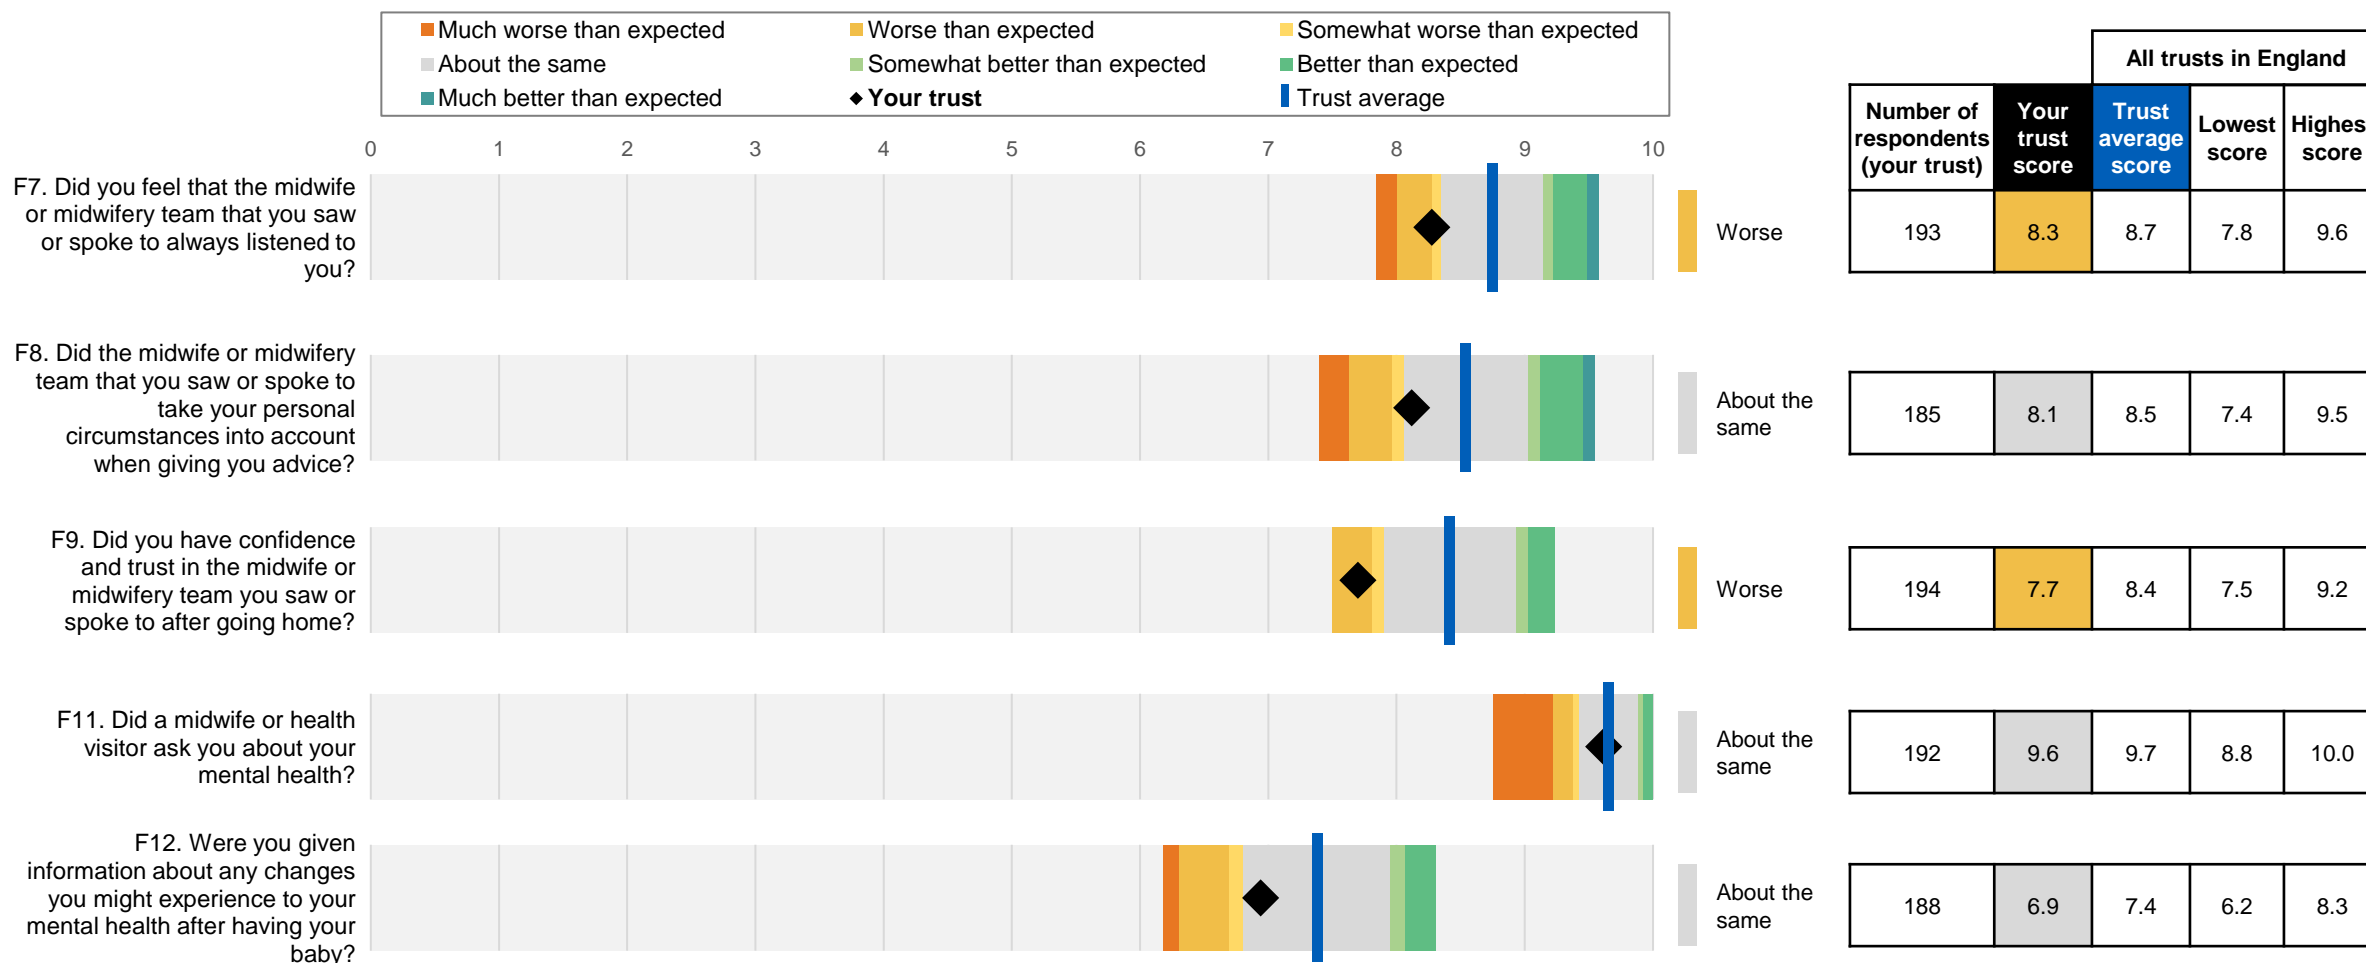 Much worse than expected
Worse than expected
Somewhat worse than expected
About the same
Somewhat better than expected
Better than expected
Much better than expected
Your trust
Trust average
All trusts in England
Number of
respondents
(your trust)
Your
trust
score
Trust
average
score
Lowest
score
Highes
score
0 1 2 3 4 5 6 7 8 9 10
F7. Did you feel that the midwife
or midwifery team that you saw
or spoke to always listened to
you?
Worse
193 8.3 8.7 7.8 9.6
F8. Did the midwife or midwifery
team that you saw or spoke to
take your personal
circumstances into account
when giving you advice?
About the
same
185 8.1 8.5 7.4 9.5
F9. Did you have confidence
and trust in the midwife or
midwifery team you saw or
spoke to after going home?
Worse
194 7.7 8.4 7.5 9.2
F11. Did a midwife or health
visitor ask you about your
mental health?
About the
same
192 9.6 9.7 8.8 10.0
F12. Were you given
information about any changes
you might experience to your
mental health after having your
baby?
About the
same
188 6.9 7.4 6.2 8.3